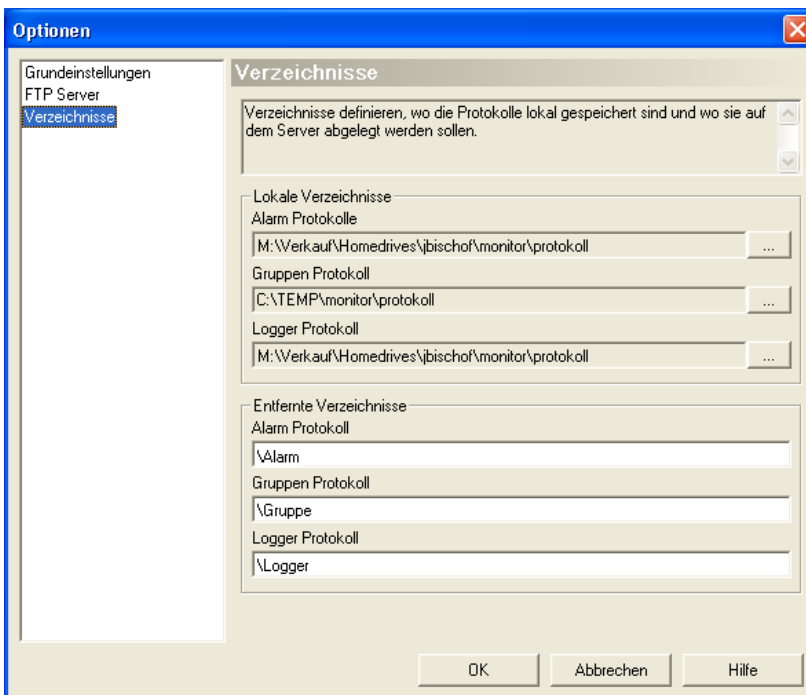 Optionen
Grundeinstellungen
FTP Server
Verzeichnisse
Verzeichnisse
Verzeichnisse definieren, wo die Protokolle lokal gespeichert sind und wo sie auf
dem Server abgelegt werden sollen.
Lokale Verzeichnisse
Alarm Protokolle
M:\Verkauf\Homedrives\jbischof\monitor\protokoll
...
Gruppen Protokoll
C:\TEMP\monitor\protokoll
...
Logger Protokoll
M:\Verkauf\Homedrives\jbischof\monitor\protokoll
...
Entfernte Verzeichnisse
Alarm Protokoll
\Alarm
Gruppen Protokoll
\Gruppe
Logger Protokoll
\Logger
OK
Abbrechen
Hilfe